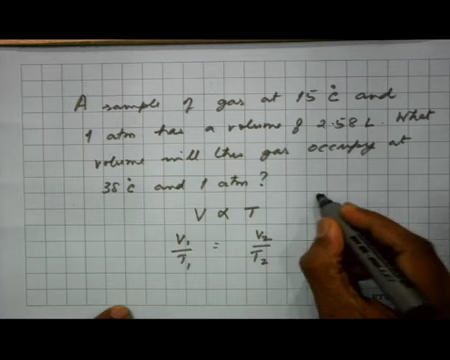 A sample of gas at 15°C and
1 atm has a volume of 2.58 L. What
volume will this gas occupy at
38°C and 1 atm?
V ∝ T
V₁/T₁ = V₂/T₂